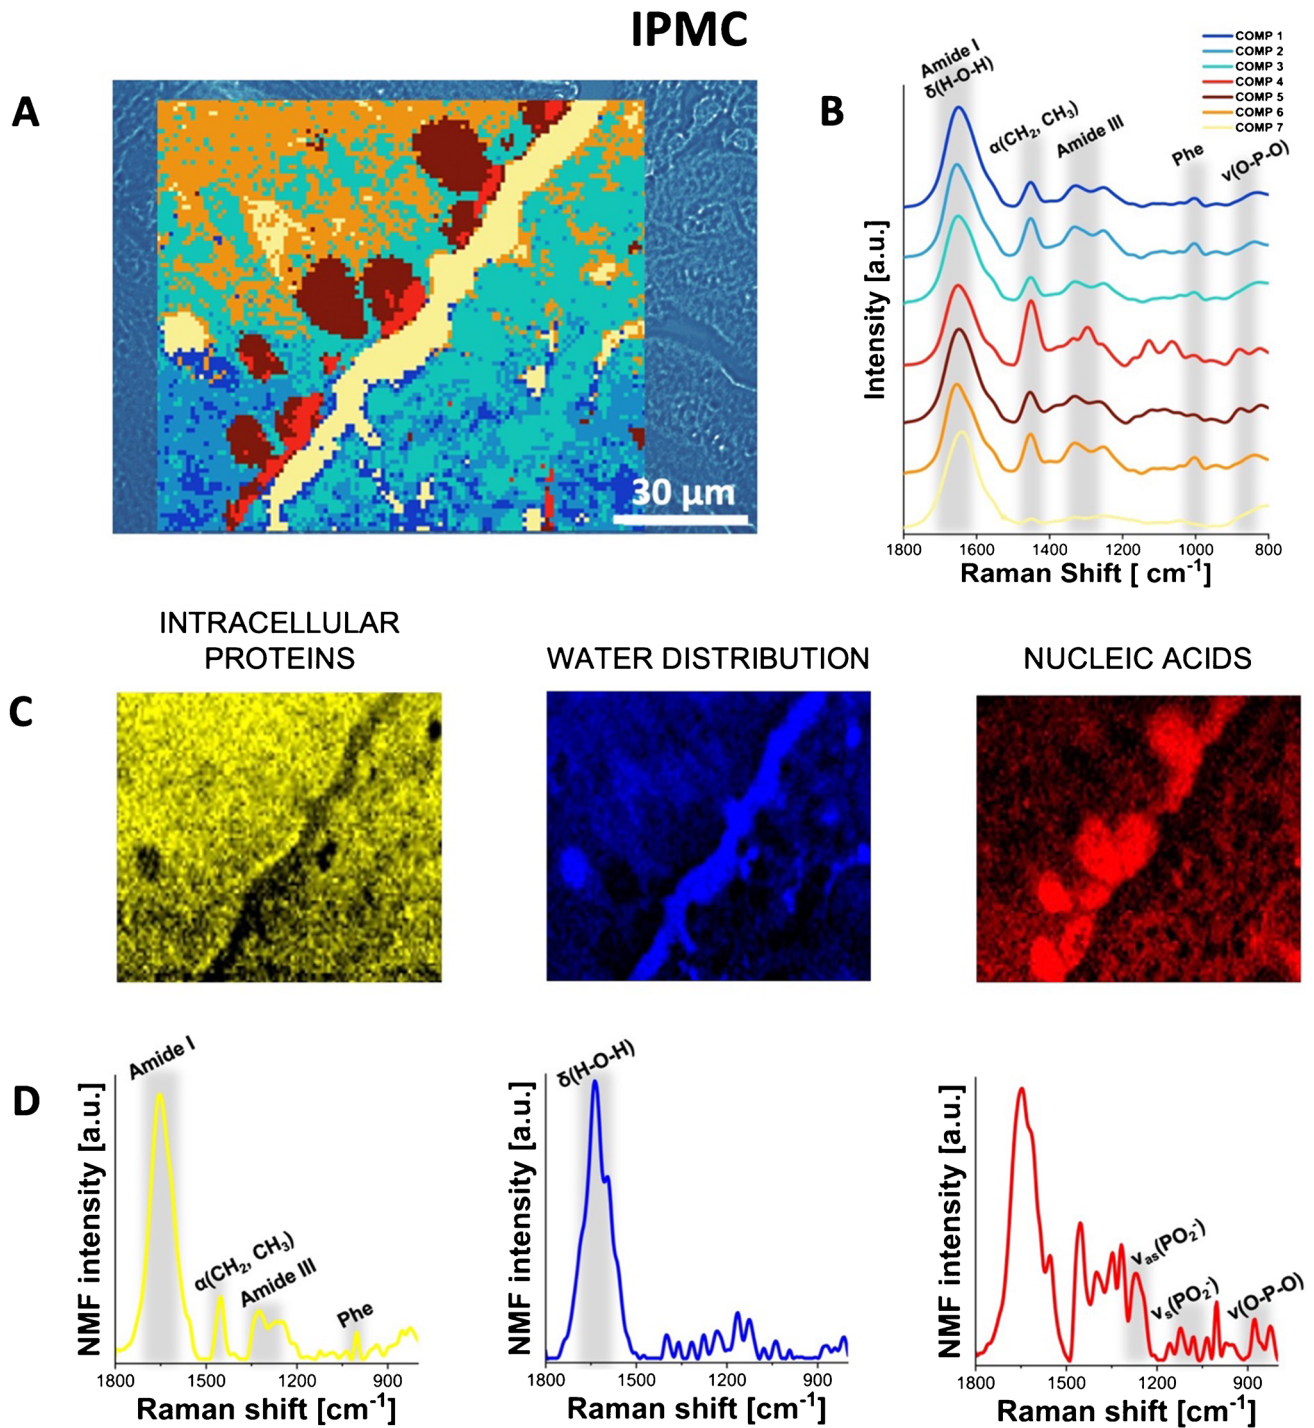 IPMC
A
30 µm
B
COMP 1
COMP 2
COMP 3
COMP 4
COMP 5
COMP 6
COMP 7
Amide I
δ(H-O-H)
α(CH₂, CH₃)
Amide III
Phe
ν(O-P-O)
Intensity [a.u.]
1800 1600 1400 1200 1000 800
Raman Shift [ cm⁻¹]
INTRACELLULAR
PROTEINS
WATER DISTRIBUTION
NUCLEIC ACIDS
C
D
Amide I
α(CH₂, CH₃)
Amide III
Phe
NMF intensity [a.u.]
1800 1500 1200 900
Raman shift [cm⁻¹]
δ(H-O-H)
NMF intensity [a.u.]
1800 1500 1200 900
Raman shift [cm⁻¹]
νas(PO₂⁻)
νs(PO₂⁻)
ν(O-P-O)
NMF intensity [a.u.]
1800 1500 1200 900
Raman shift [cm⁻¹]